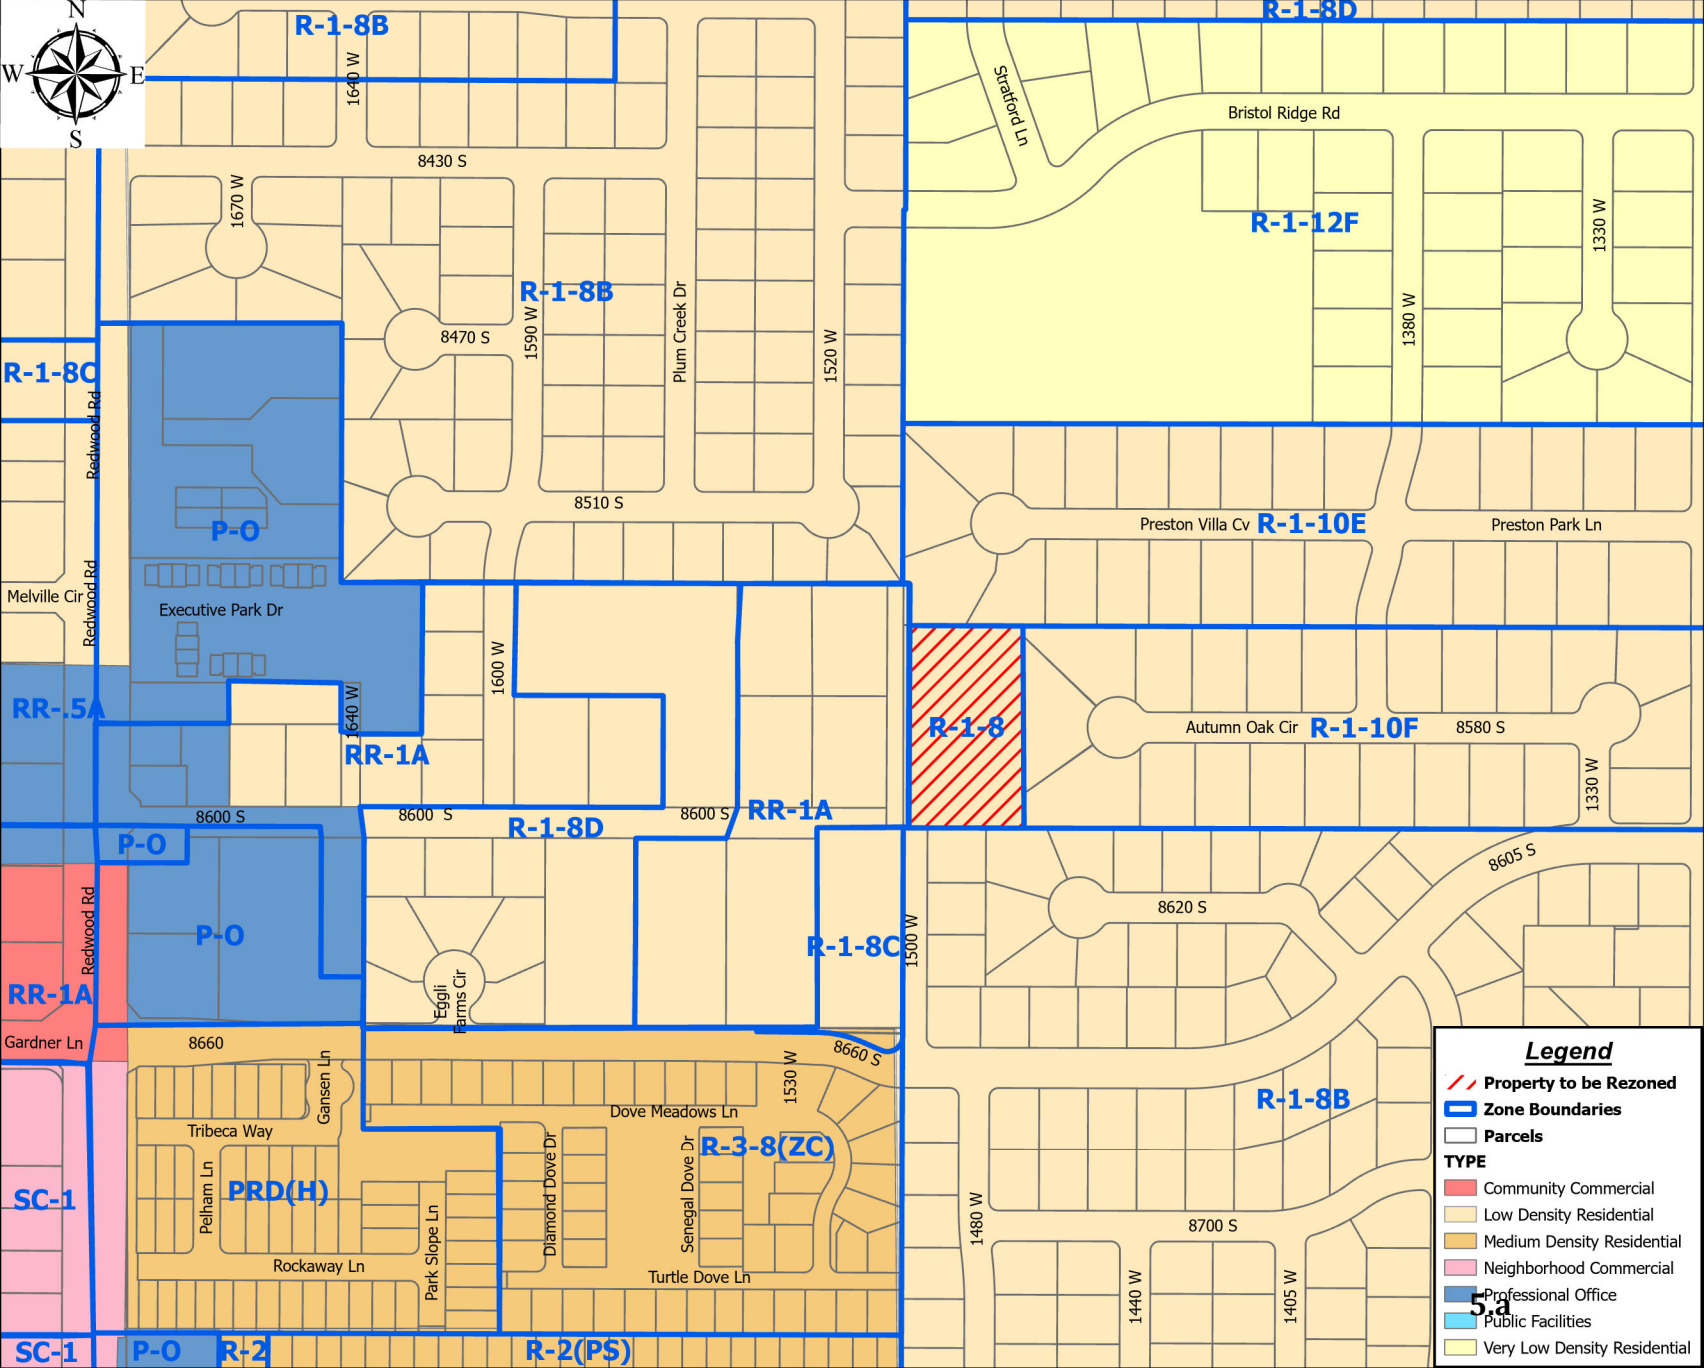 R-1-8D
N
R-1-8B
W
E
S
1640 W
Stratford Ln
Bristol Ridge Rd
8430 S
1670 W
R-1-12F
1330 W
R-1-8B
1590 W
Plum Creek Dr
1520 W
1380 W
8470 S
R-1-8C
Redwood Rd
8510 S
P-O
Preston Villa Cv
R-1-10E
Preston Park Ln
Redwood Rd
Melville Cir
Executive Park Dr
1600 W
RR-.5A
1640 W
RR-1A
R-1-8
Autumn Oak Cir
R-1-10F
8580 S
1330 W
8600 S
8600 S
8600 S
RR-1A
R-1-8D
P-O
8605 S
Redwood Rd
P-O
8620 S
R-1-8C
1500 W
RR-1A
Eggli
Farms Cir
Gardner Ln
8660
8660 S
Gansen Ln
1530 W
Dove Meadows Ln
R-1-8B
Tribeca Way
R-3-8(ZC)
Pelham Ln
PRD(H)
SC-1
Diamond Dove Dr
Senegal Dove Dr
Park Slope Ln
1480 W
8700 S
Rockaway Ln
Turtle Dove Ln
1440 W
1405 W
SC-1
P-O
R-2
R-2(PS)
Legend
Property to be Rezoned
Zone Boundaries
Parcels
TYPE
Community Commercial
Low Density Residential
Medium Density Residential
Neighborhood Commercial
Professional Office
5.a
Public Facilities
Very Low Density Residential